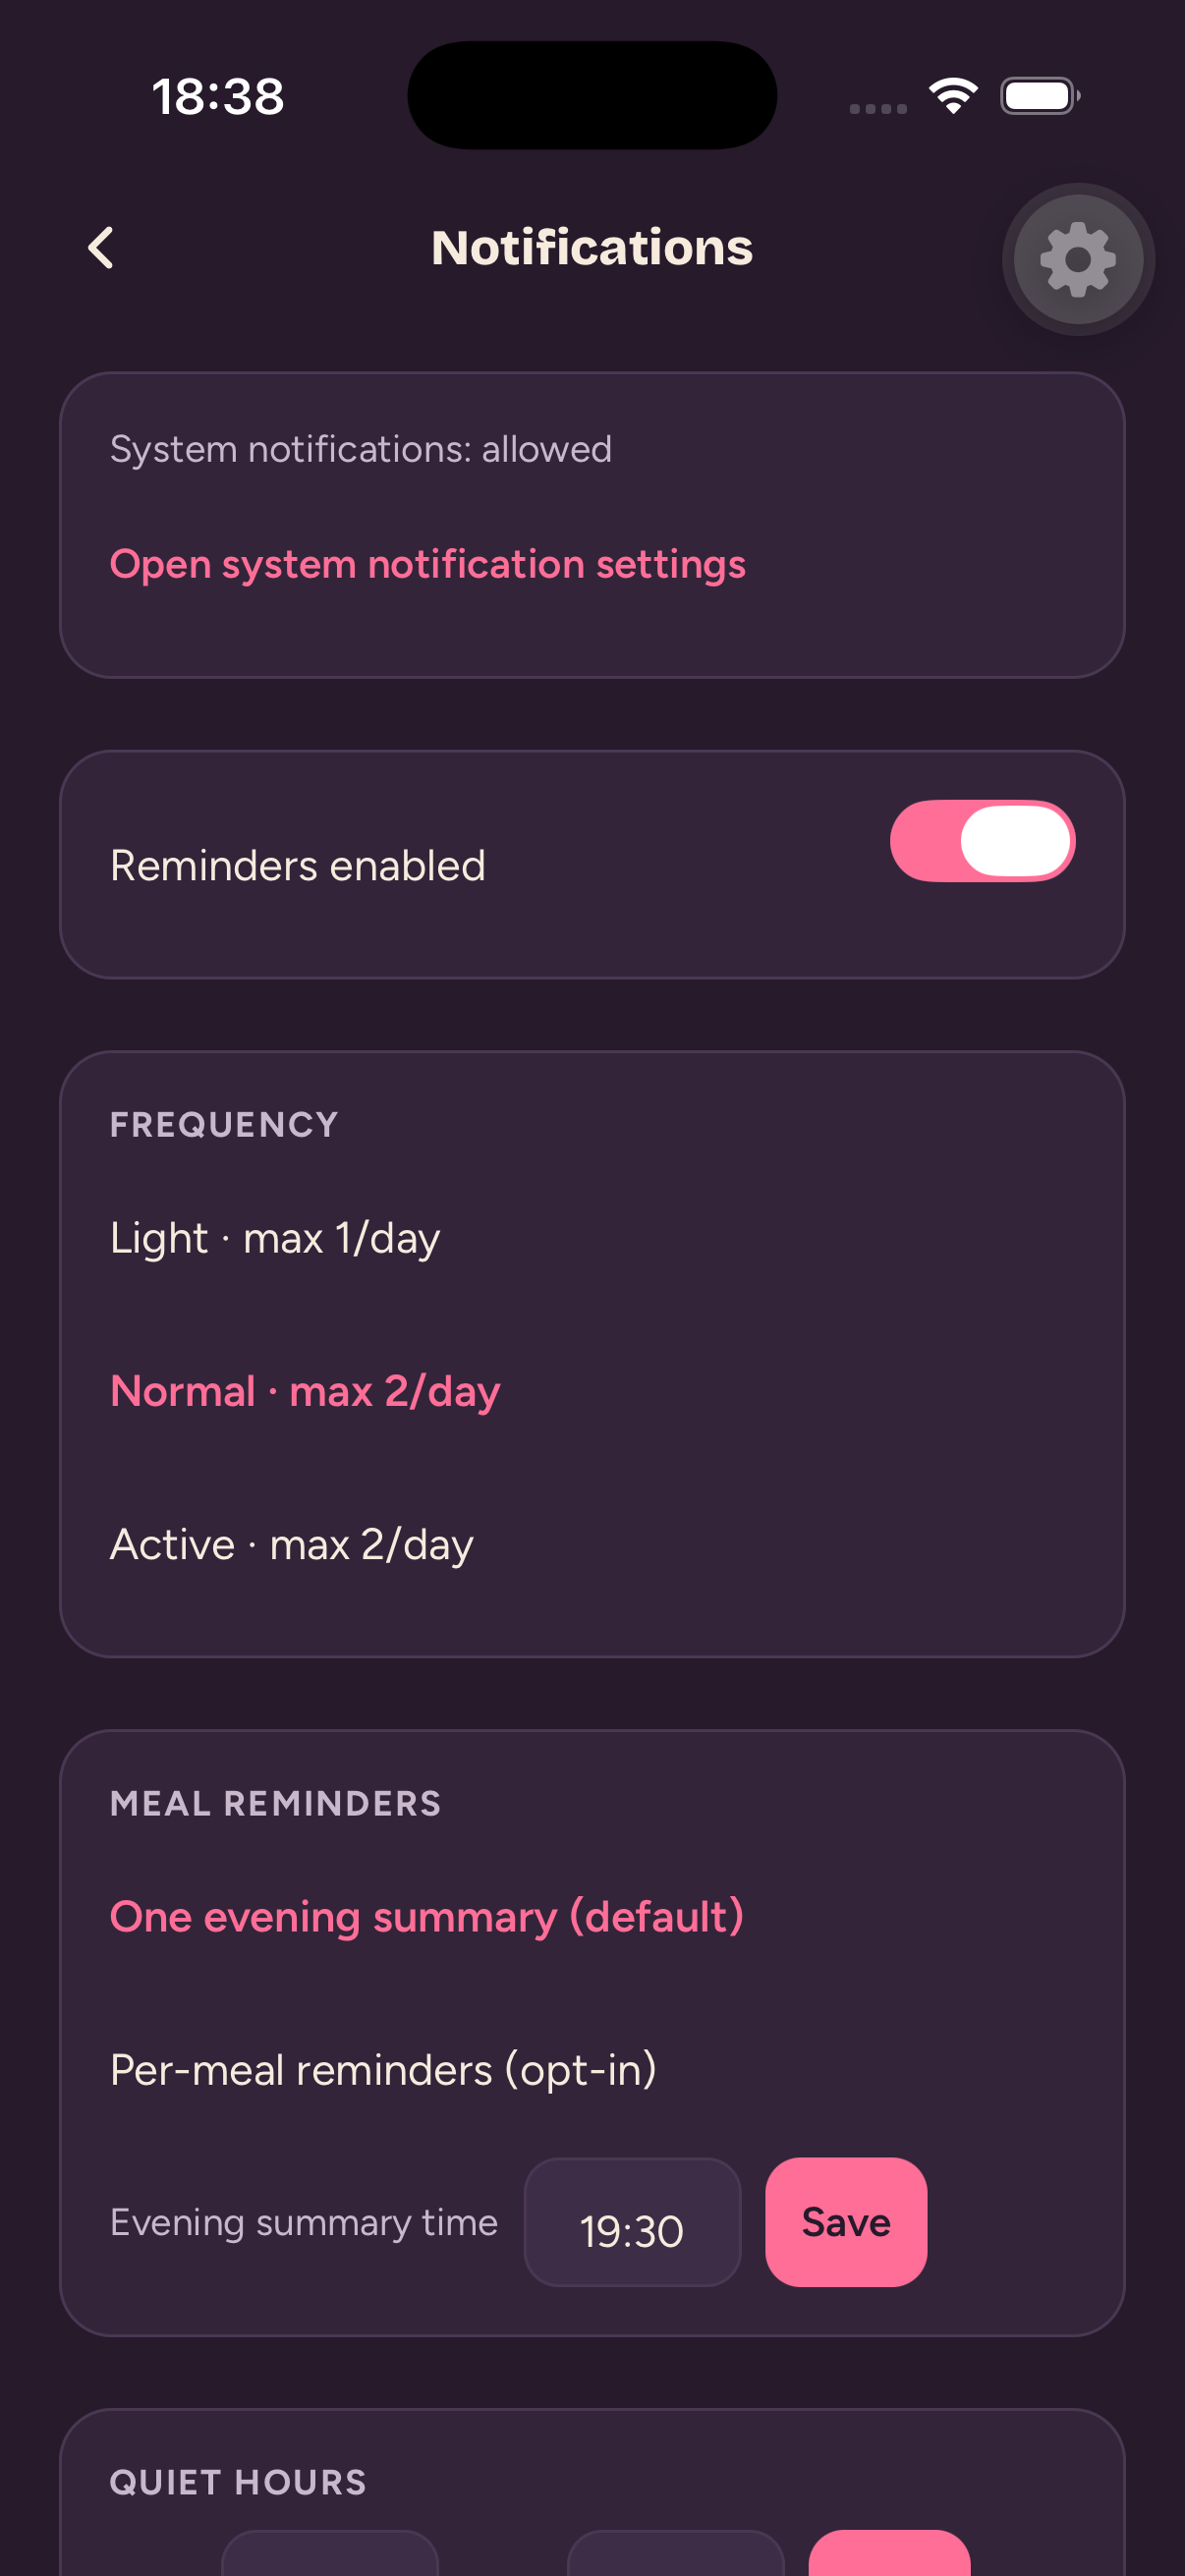 18:38
Notifications
System notifications: allowed
Open system notification settings
Reminders enabled
FREQUENCY
Light · max 1/day
Normal · max 2/day
Active · max 2/day
MEAL REMINDERS
One evening summary (default)
Per-meal reminders (opt-in)
Evening summary time 19:30 Save
QUIET HOURS